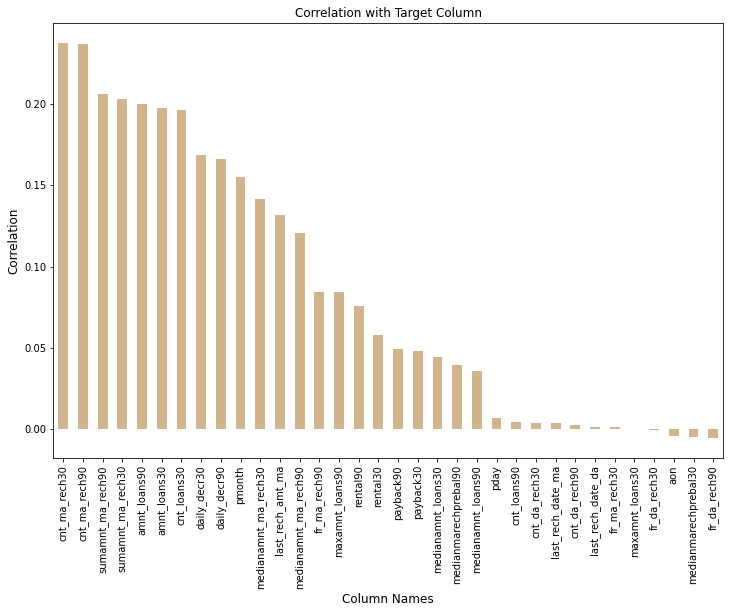 Correlation with Target Column
Correlation
0.20
0.15
0.10
0.05
0.00
cnt_ma_rech30
cnt_ma_rech90
sumamnt_ma_rech90
sumamnt_ma_rech30
amnt_loans90
amnt_loans30
cnt_loans30
daily_decr30
daily_decr90
pmonth
medianamnt_ma_rech30
last_rech_amt_ma
medianamnt_ma_rech90
fr_ma_rech90
maxamnt_loans90
rental90
rental30
payback90
payback30
medianamnt_loans30
medianmarechprebal90
medianamnt_loans90
pday
cnt_loans90
cnt_da_rech30
last_rech_date_ma
cnt_da_rech90
last_rech_date_da
fr_ma_rech30
maxamnt_loans30
fr_da_rech30
aon
medianmarechprebal30
fr_da_rech90
Column Names